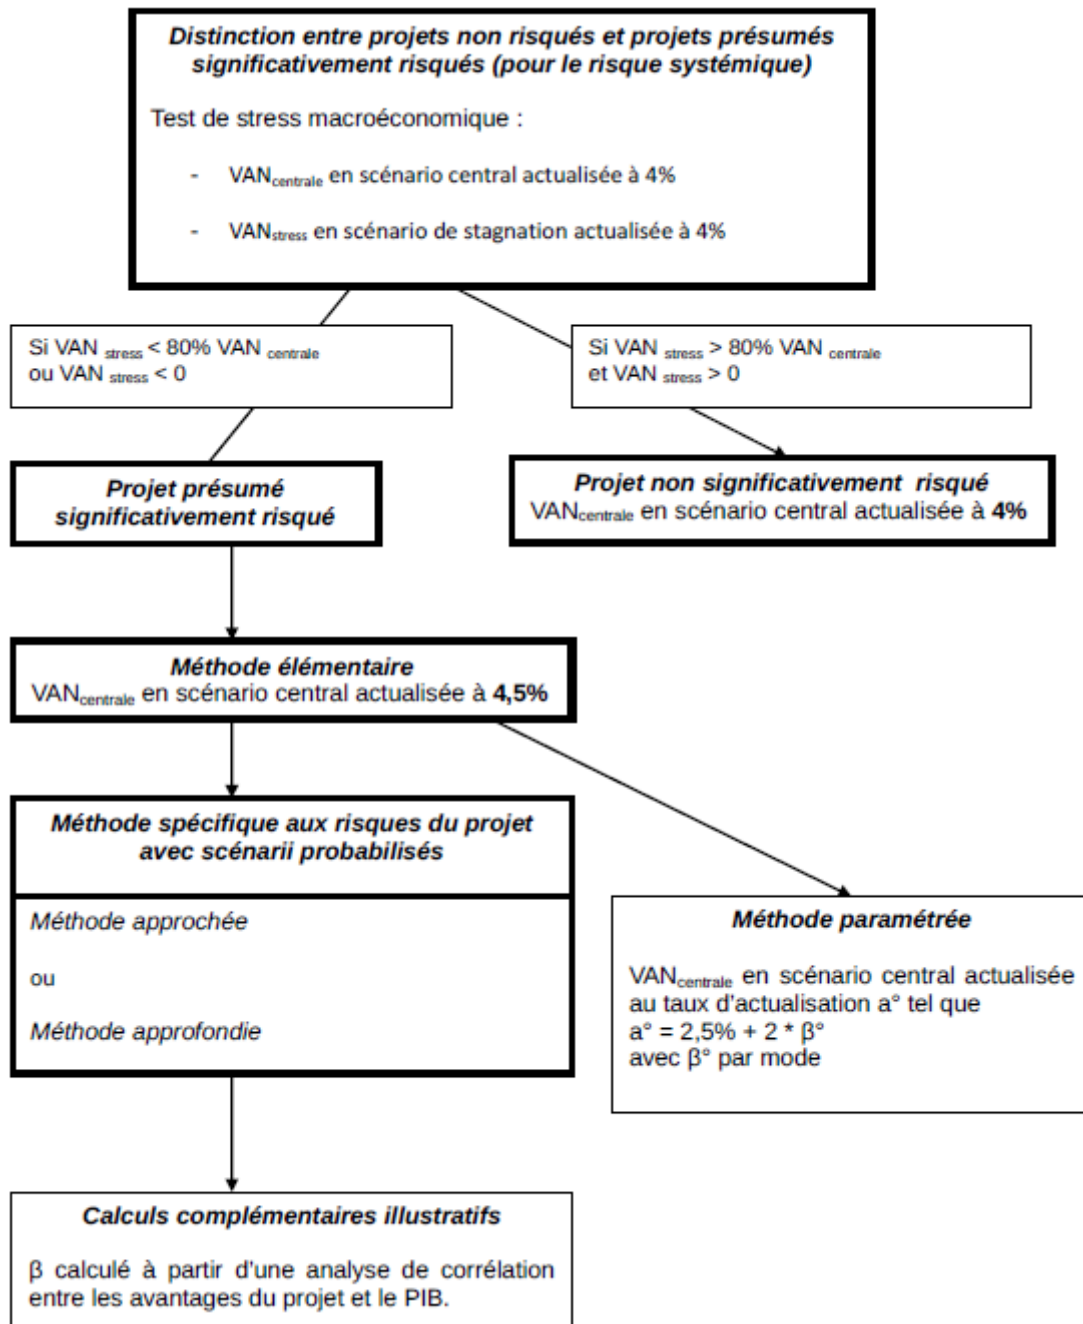 Distinction entre projets non risqués et projets présumés
significativement risqués (pour le risque systémique)
Test de stress macroéconomique :
- VANcentrale en scénario central actualisée à 4%
- VANstress en scénario de stagnation actualisée à 4%
Si VAN stress < 80% VAN centrale
ou VAN stress < 0
Si VAN stress > 80% VAN centrale
et VAN stress > 0
Projet présumé
significativement risqué
Projet non significativement risqué
VANcentrale en scénario central actualisée à 4%
Méthode élémentaire
VANcentrale en scénario central actualisée à 4,5%
Méthode spécifique aux risques du projet
avec scénarii probabilisés
Méthode approchée
ou
Méthode approfondie
Méthode paramétrée
VANcentrale en scénario central actualisée
au taux d'actualisation a° tel que
a° = 2,5% + 2 * β°
avec β° par mode
Calculs complémentaires illustratifs
β calculé à partir d'une analyse de corrélation
entre les avantages du projet et le PIB.